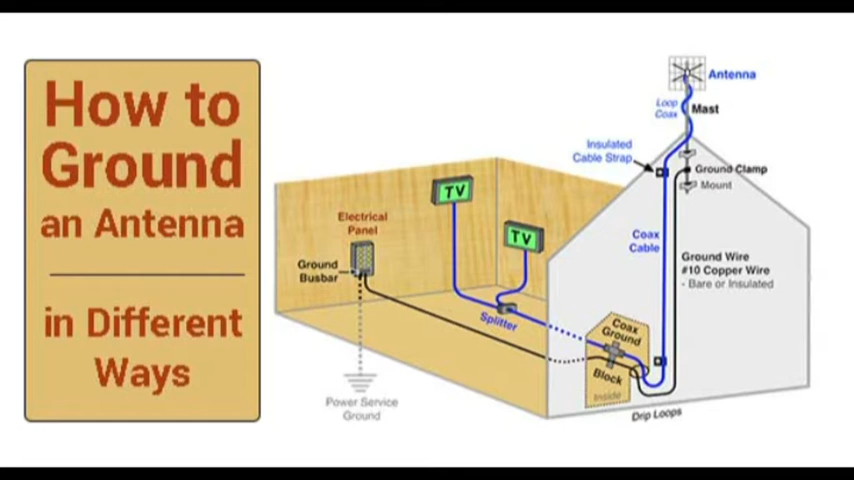 How to
Ground
an Antenna
in Different
Ways
Antenna
Loop
Coax
Mast
Insulated
Cable Strap
Ground Clamp
Mount
TV
Electrical
Panel
TV
Coax
Cable
Ground
Busbar
Ground Wire
#10 Copper Wire
- Bare or Insulated
Splitter
Coax
Ground
Block
Inside
Power Service
Ground
Drip Loops